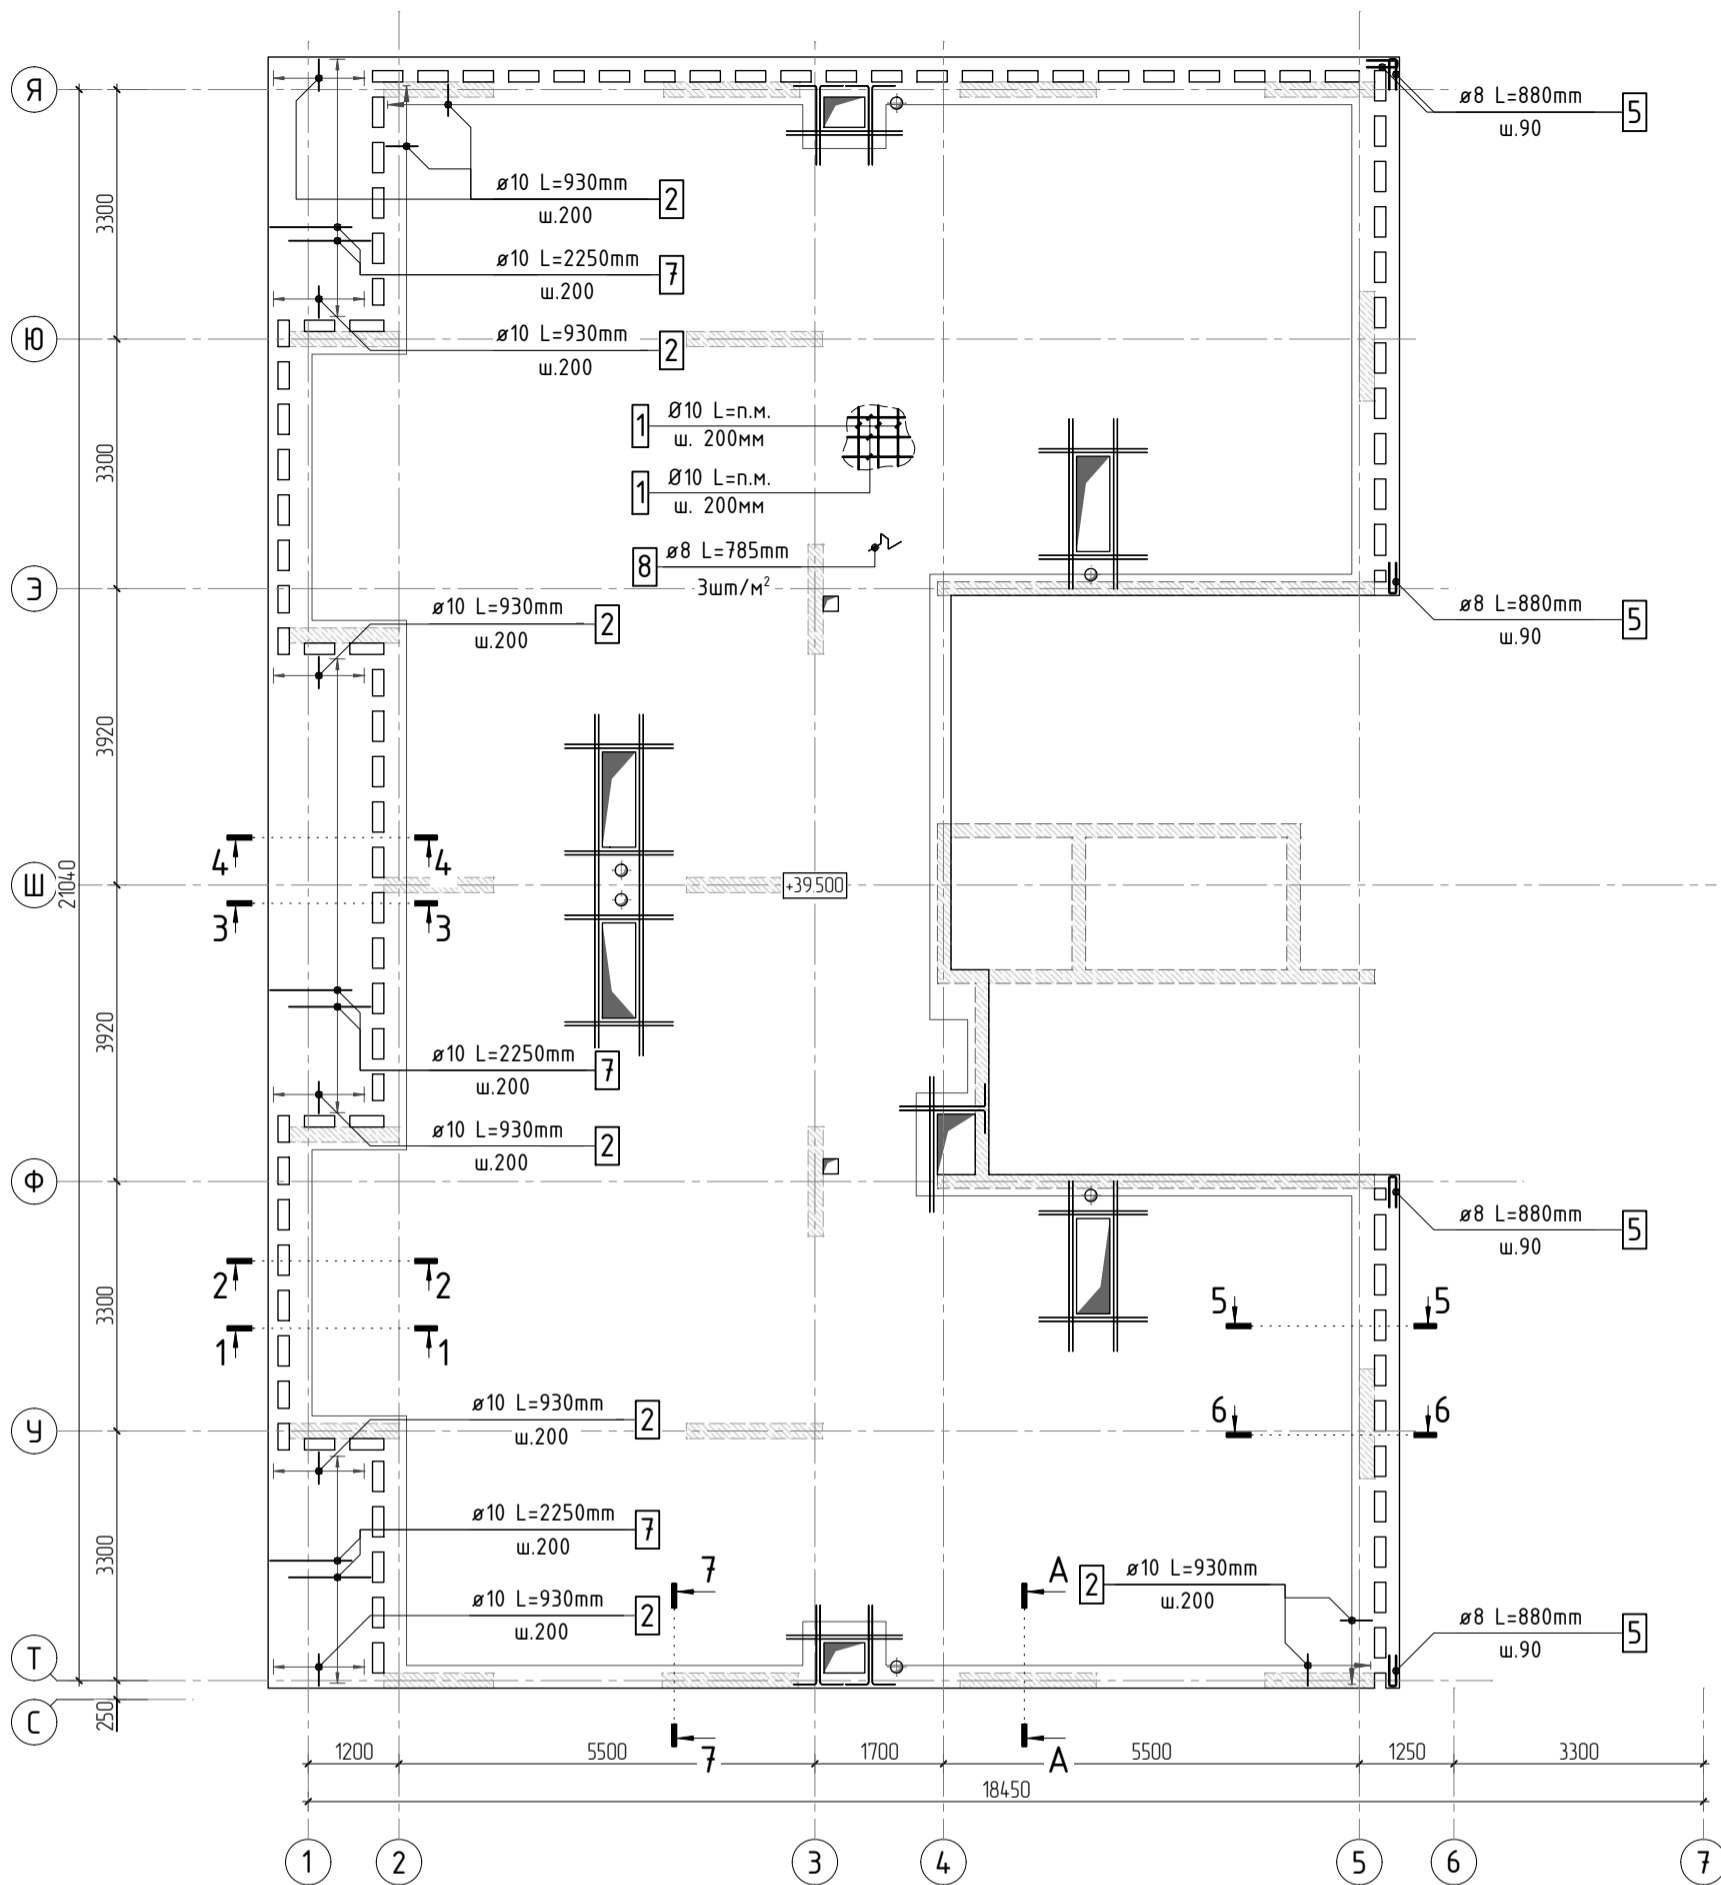 Я
ø8 L=880mm
ш.90
5
3300
ø10 L=930mm
ш.200
2
ø10 L=2250mm
ш.200
7
Ю
ø10 L=930mm
ш.200
2
1
Ø10 L=п.м.
ш. 200мм
3300
1
Ø10 L=п.м.
ш. 200мм
8
ø8 L=785mm
3шт/м²
Э
ø10 L=930mm
ш.200
2
ø8 L=880mm
ш.90
5
3920
4 4
Ш
21040
+39.500
3 3
3920
ø10 L=2250mm
ш.200
7
ø10 L=930mm
ш.200
2
Ф
ø8 L=880mm
ш.90
5
2 2
3300
5 5
1 1
У
ø10 L=930mm
ш.200
2
6 6
ø10 L=2250mm
ш.200
7
3300
7
А
2
ø10 L=930mm
ш.200
ø10 L=930mm
ш.200
2
ø8 L=880mm
ш.90
5
Т
С
250
7
А
1200 5500 1700 5500 1250 3300
18450
1 2 3 4 5 6 7